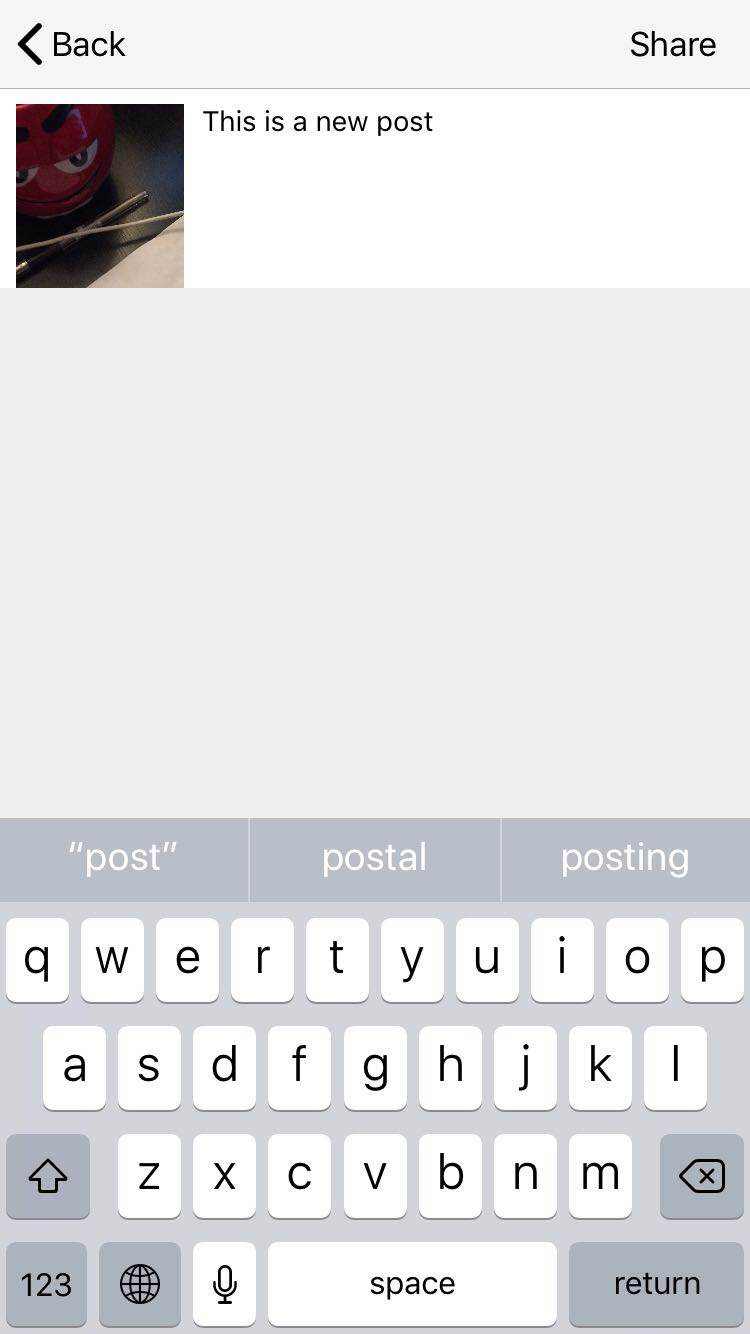 Back Share
This is a new post
“post” postal posting
q w e r t y u i o p
a s d f g h j k l
z x c v b n m
123 space return